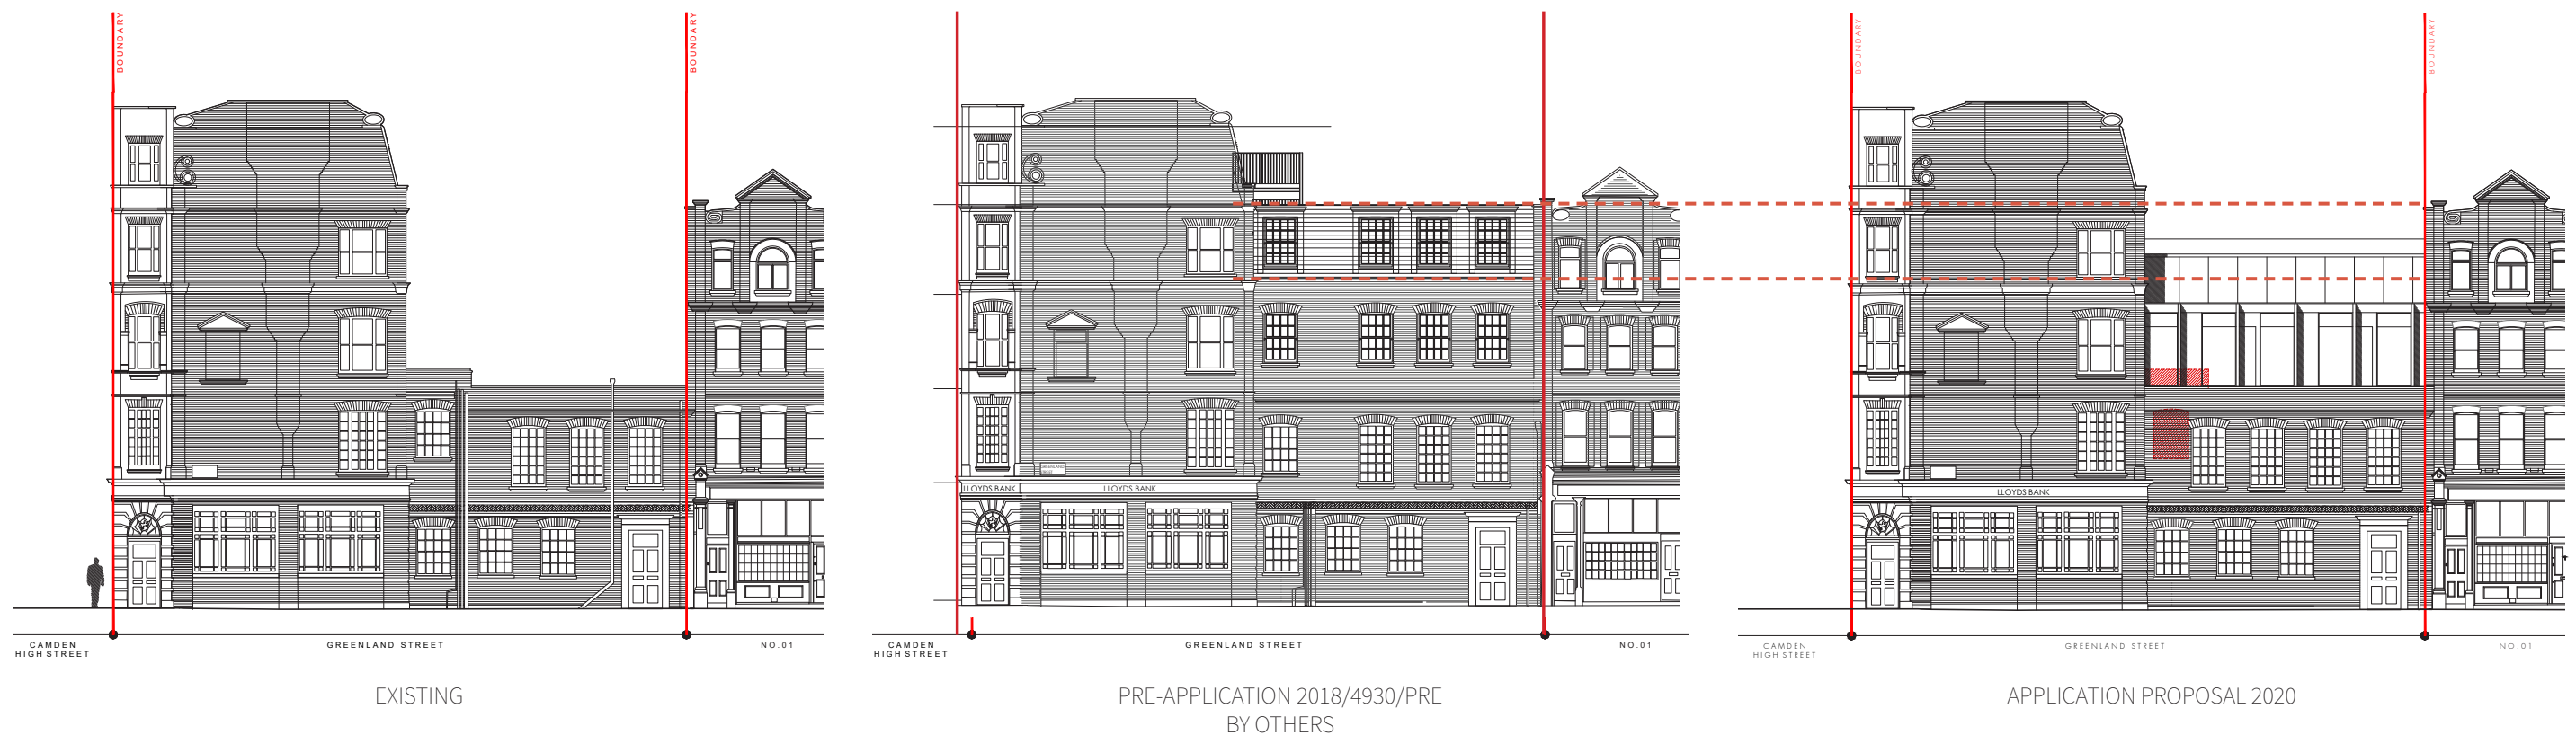 BOUNDARY
BOUNDARY
CAMDEN
HIGH STREET
GREENLAND STREET
NO.01
EXISTING
GREENLAND
STREET
LLOYDS BANK
LLOYDS BANK
CAMDEN
HIGH STREET
GREENLAND STREET
NO.01
PRE-APPLICATION 2018/4930/PRE
BY OTHERS
BOUNDARY
BOUNDARY
LLOYDS BANK
CAMDEN
HIGH STREET
GREENLAND STREET
NO.01
APPLICATION PROPOSAL 2020